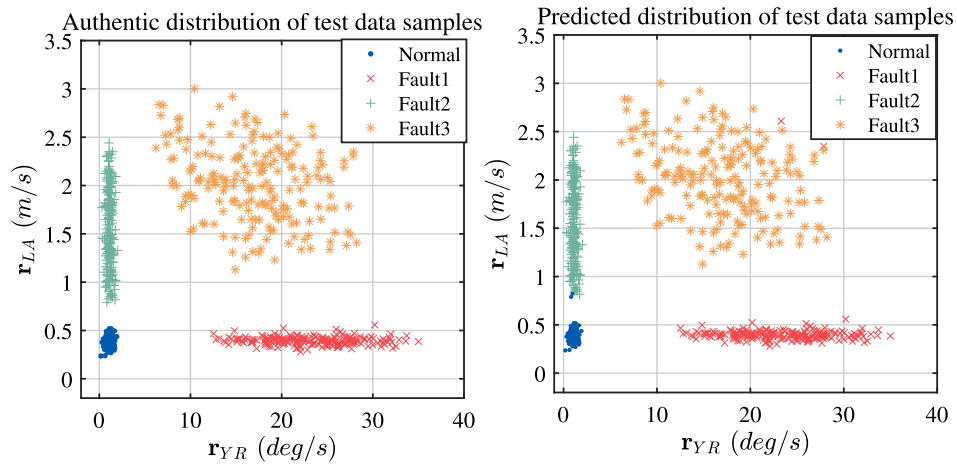 Authentic distribution of test data samples
3.5
3
2.5
2
1.5
1
0.5
0
r_LA (m/s)
0
10
20
30
40
r_YR (deg/s)
Normal
Fault1
Fault2
Fault3
Predicted distribution of test data samples
3.5
3
2.5
2
1.5
1
0.5
0
r_LA (m/s)
0
10
20
30
40
r_YR (deg/s)
Normal
Fault1
Fault2
Fault3